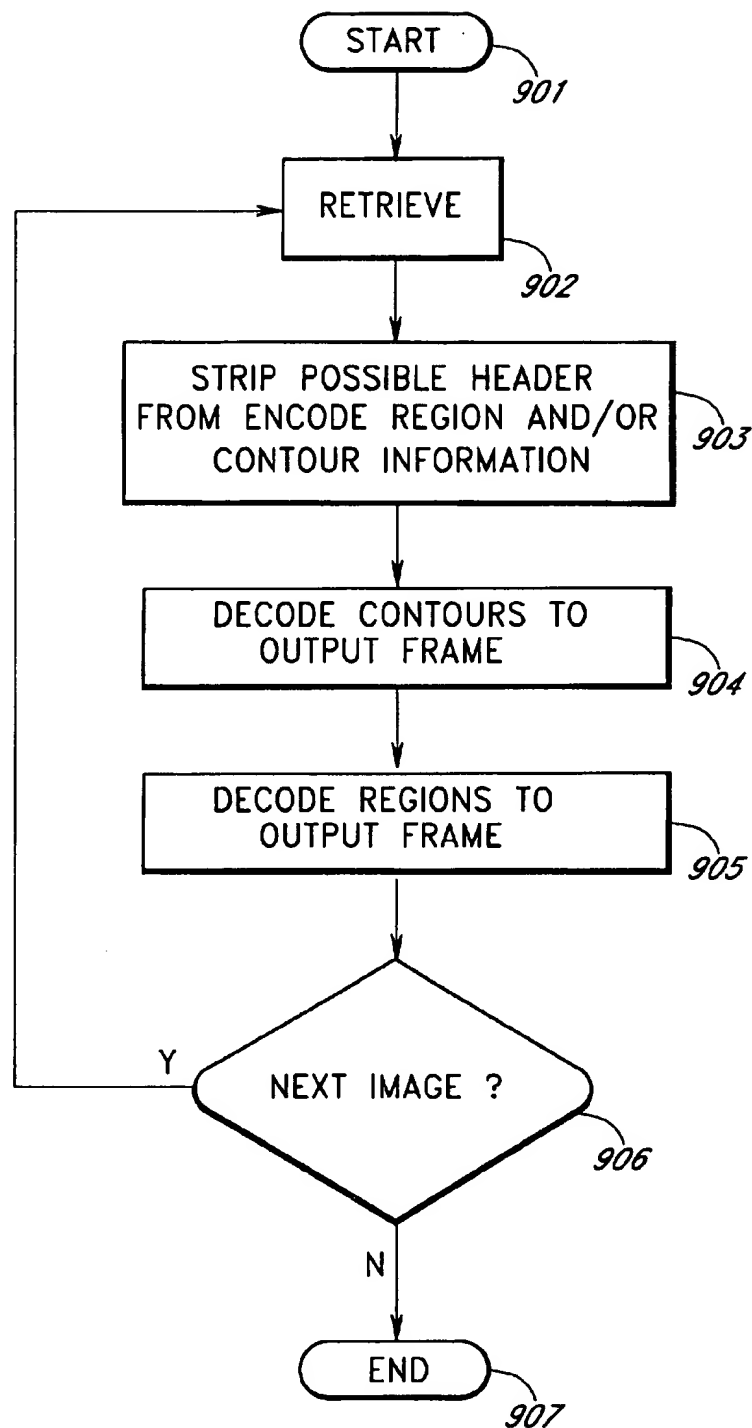 START
901
RETRIEVE
902
STRIP POSSIBLE HEADER
FROM ENCODE REGION AND/OR
CONTOUR INFORMATION
903
DECODE CONTOURS TO
OUTPUT FRAME
904
DECODE REGIONS TO
OUTPUT FRAME
905
Y
NEXT IMAGE ?
906
N
END
907